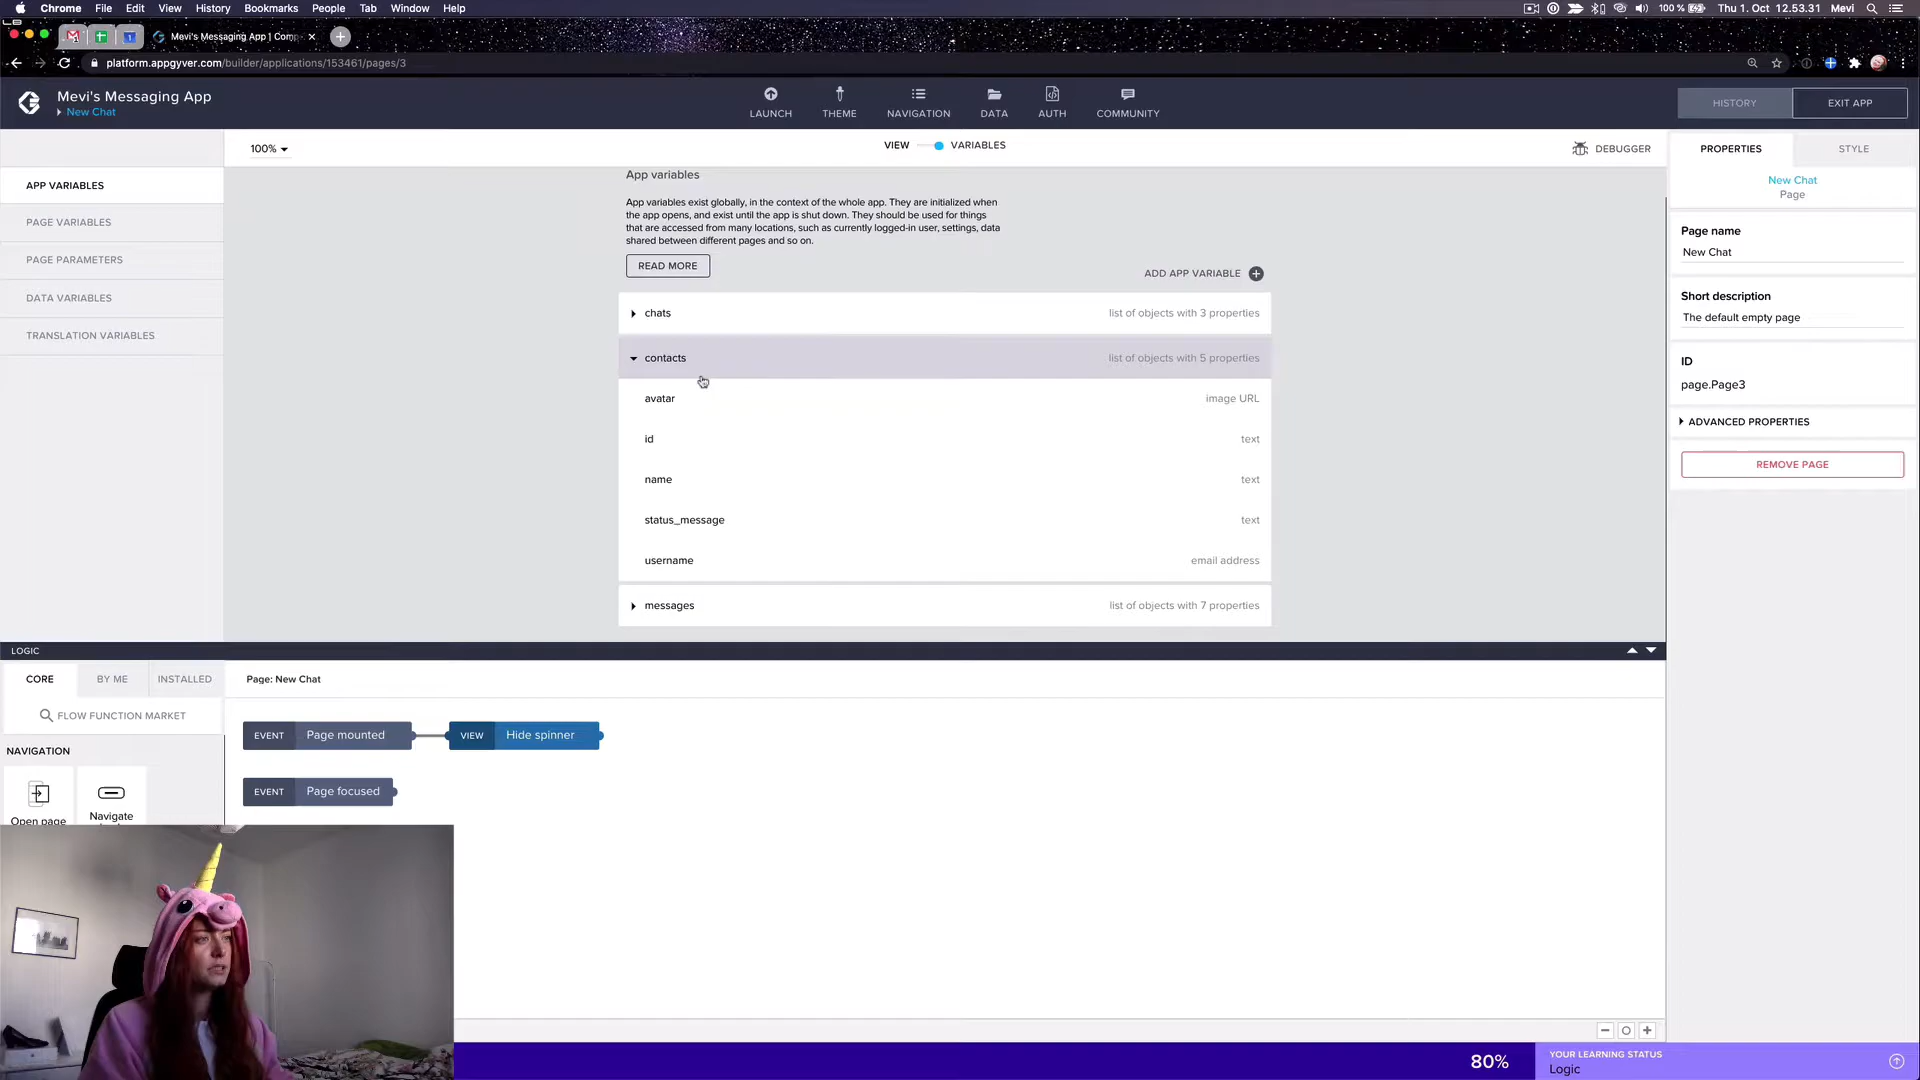 Chrome File Edit View History Bookmarks People Tab Window Help
100 % Thu 1. Oct 12.53.31 Mevi
Mevi's Messaging App | Comp
platform.appgyver.com/builder/applications/153461/pages/3
Mevi's Messaging App
New Chat
LAUNCH
THEME
NAVIGATION
DATA
AUTH
COMMUNITY
HISTORY
EXIT APP
100%
VIEW
VARIABLES
DEBUGGER
PROPERTIES
STYLE
APP VARIABLES
PAGE VARIABLES
PAGE PARAMETERS
DATA VARIABLES
TRANSLATION VARIABLES
App variables
App variables exist globally, in the context of the whole app. They are initialized when
the app opens, and exist until the app is shut down. They should be used for things
that are accessed from many locations, such as currently logged-in user, settings, data
shared between different pages and so on.
READ MORE
ADD APP VARIABLE
chats list of objects with 3 properties
contacts list of objects with 5 properties
avatar image URL
id text
name text
status_message text
username email address
messages list of objects with 7 properties
New Chat
Page
Page name
New Chat
Short description
The default empty page
ID
page.Page3
ADVANCED PROPERTIES
REMOVE PAGE
LOGIC
CORE
BY ME
INSTALLED
Page: New Chat
FLOW FUNCTION MARKET
NAVIGATION
Open page
Navigate
EVENT Page mounted
VIEW Hide spinner
EVENT Page focused
80%
YOUR LEARNING STATUS
Logic